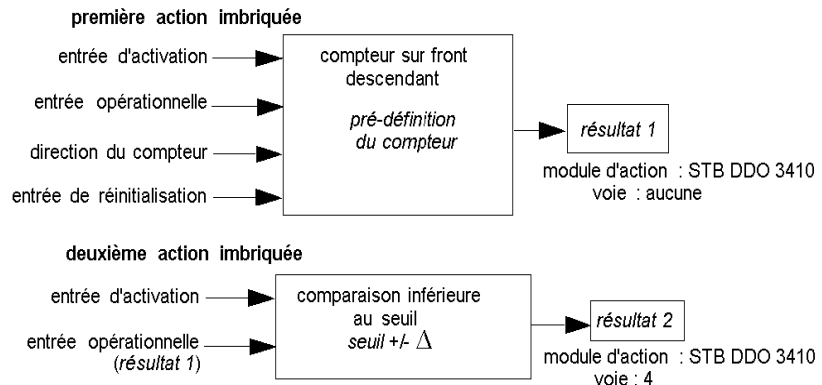 première action imbriquée
entrée d'activation
compteur sur front
descendant
entrée opérationnelle
pré-définition
du compteur
résultat 1
direction du compteur
module d'action : STB DDO 3410
voie : aucune
entrée de réinitialisation
deuxième action imbriquée
entrée d'activation
comparaison inférieure
au seuil
seuil +/- Δ
résultat 2
entrée opérationnelle
(résultat 1)
module d'action : STB DDO 3410
voie : 4